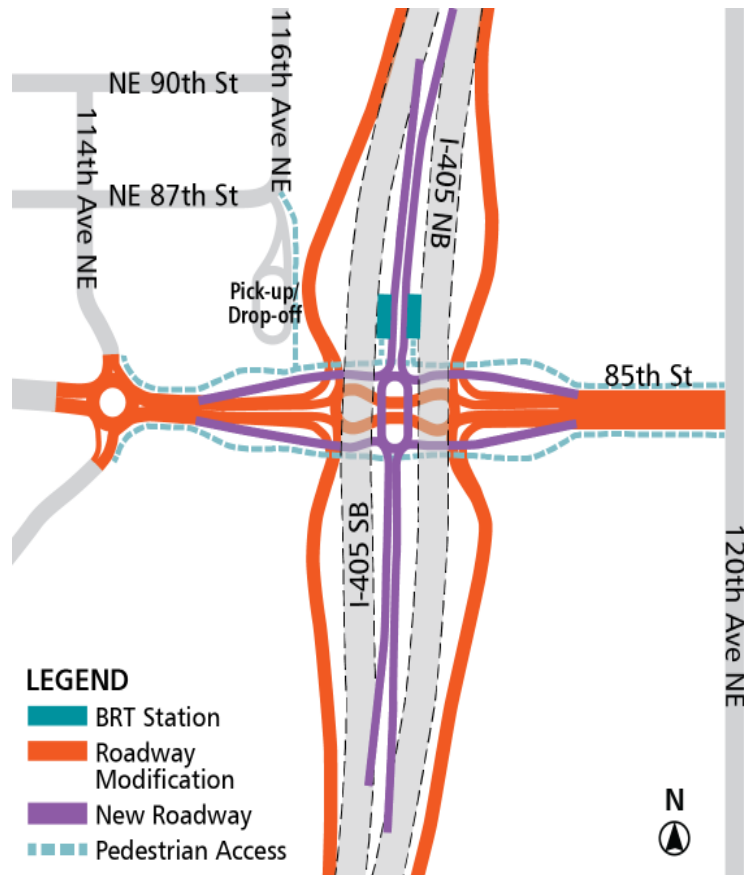 116th Ave NE
NE 90th St
114th Ave NE
I-405 NB
NE 87th St
Pick-up/
Drop-off
85th St
I-405 SB
120th Ave NE
LEGEND
BRT Station
Roadway
Modification
New Roadway
Pedestrian Access
N